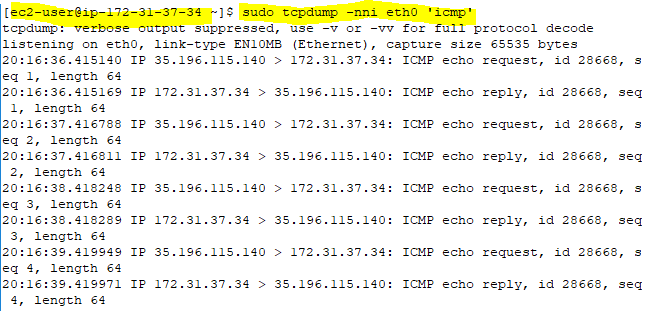 [ec2-user@ip-172-31-37-34 ~]$ sudo tcpdump -nni eth0 'icmp'
tcpdump: verbose output suppressed, use -v or -vv for full protocol decode
listening on eth0, link-type EN10MB (Ethernet), capture size 65535 bytes
20:16:36.415140 IP 35.196.115.140 > 172.31.37.34: ICMP echo request, id 28668, s
eq 1, length 64
20:16:36.415169 IP 172.31.37.34 > 35.196.115.140: ICMP echo reply, id 28668, seq
 1, length 64
20:16:37.416788 IP 35.196.115.140 > 172.31.37.34: ICMP echo request, id 28668, s
eq 2, length 64
20:16:37.416811 IP 172.31.37.34 > 35.196.115.140: ICMP echo reply, id 28668, seq
 2, length 64
20:16:38.418248 IP 35.196.115.140 > 172.31.37.34: ICMP echo request, id 28668, s
eq 3, length 64
20:16:38.418289 IP 172.31.37.34 > 35.196.115.140: ICMP echo reply, id 28668, seq
 3, length 64
20:16:39.419949 IP 35.196.115.140 > 172.31.37.34: ICMP echo request, id 28668, s
eq 4, length 64
20:16:39.419971 IP 172.31.37.34 > 35.196.115.140: ICMP echo reply, id 28668, seq
 4, length 64